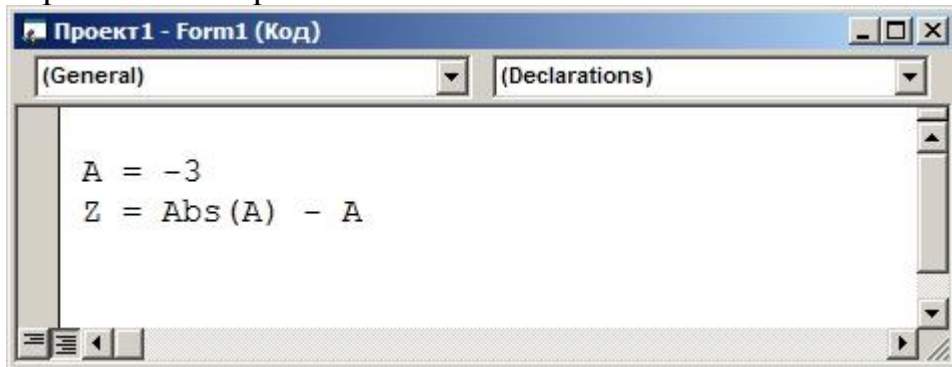 Проект1 - Form1 (Код)
(General) (Declarations)
A = -3
Z = Abs(A) - A